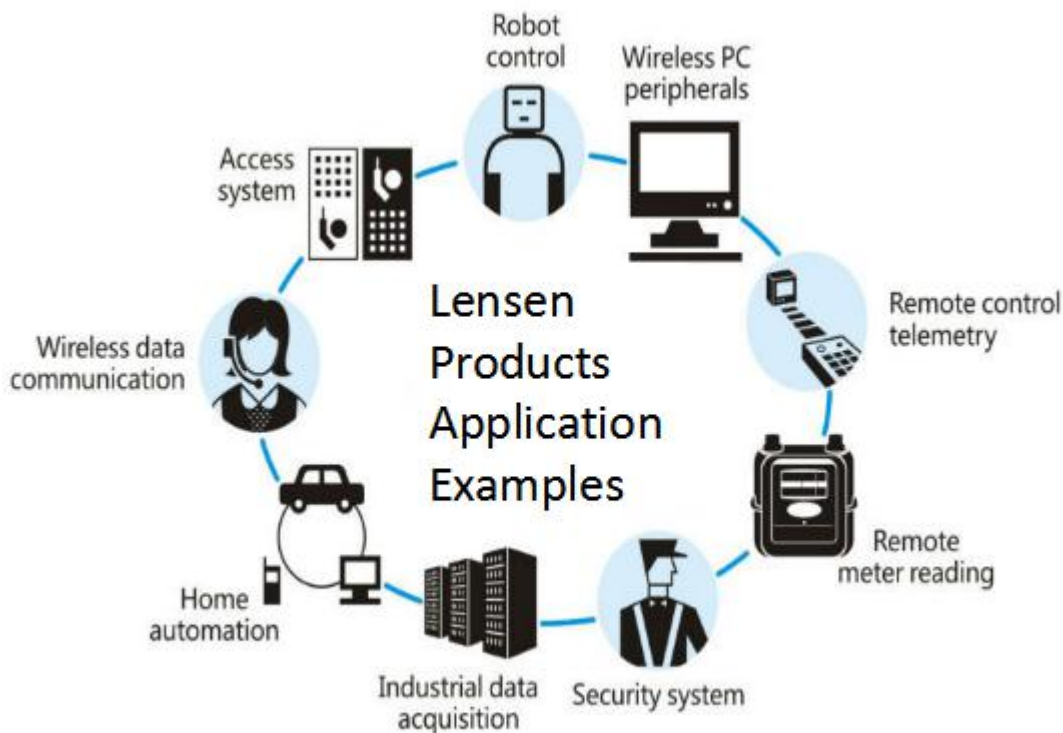 Robot
control
Wireless PC
peripherals
Access
system
Remote control
telemetry
Wireless data
communication
Lensen
Products
Application
Examples
Remote
meter reading
Home
automation
Industrial data
acquisition
Security system